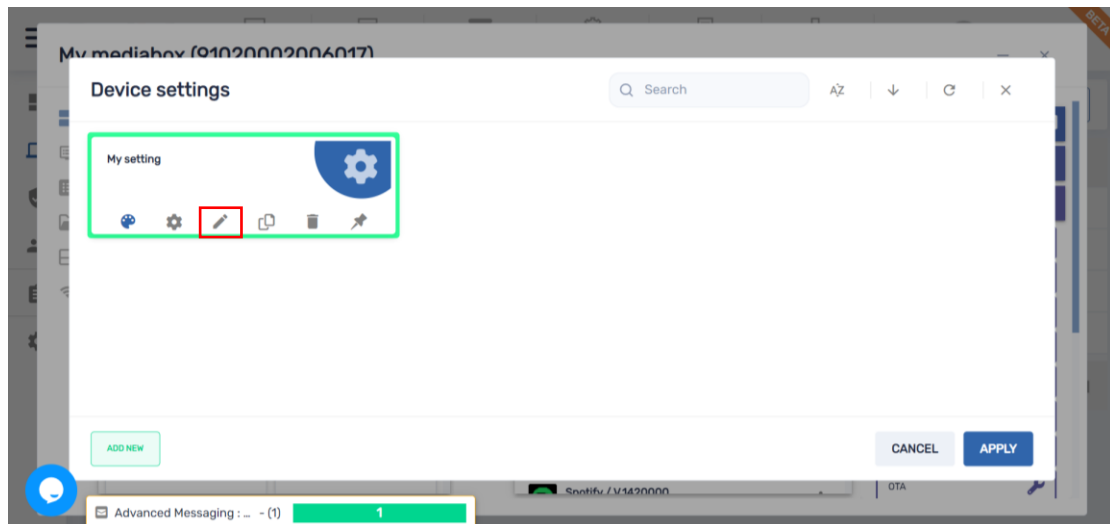 BETA
My mediabox (91020002006017)
Device settings
Search
AZ
My setting
ADD NEW
CANCEL
APPLY
Spotify / V.1420000
OTA
Advanced Messaging : ... - (1)
1